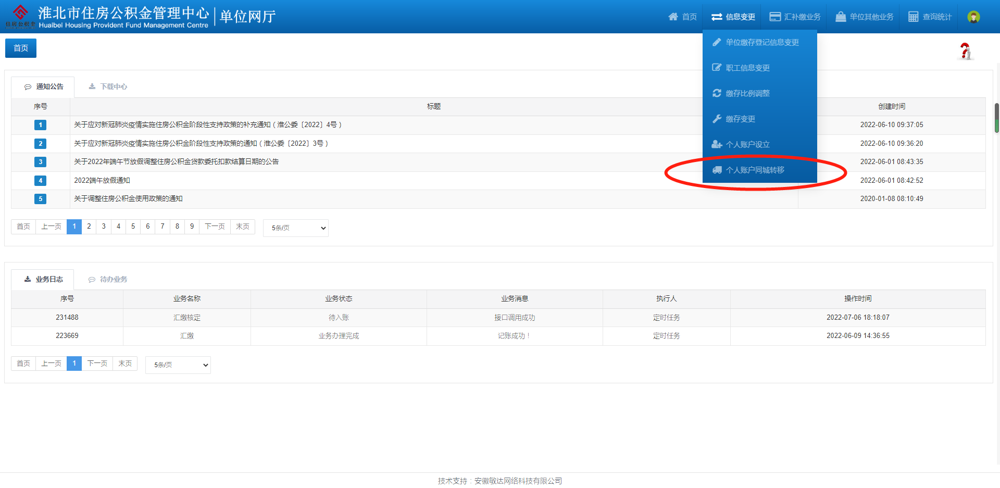 淮北市住房公积金管理中心 单位网厅
Huaibei Housing Provident Fund Management Centre
住房公积金
首页 信息变更 汇补缴业务 单位其他业务 查询统计
首页
单位缴存登记信息变更
职工信息变更
缴存比例调整
缴存变更
个人账户设立
个人账户同城转移
通知公告 下载中心
序号 标题 创建时间
1 关于应对新冠肺炎疫情实施住房公积金阶段性支持政策的补充通知（淮公委〔2022〕4号） 2022-06-10 09:37:05
2 关于应对新冠肺炎疫情实施住房公积金阶段性支持政策的通知（淮公委〔2022〕3号） 2022-06-10 09:36:20
3 关于2022年端午节放假调整住房公积金贷款委托扣款结算日期的公告 2022-06-01 08:43:35
4 2022端午放假通知 2022-06-01 08:42:52
5 关于调整住房公积金使用政策的通知 2020-01-08 08:10:49
首页 上一页 1 2 3 4 5 6 7 8 9 下一页 末页 5条/页
业务日志 待办业务
序号 业务名称 业务状态 业务消息 执行人 操作时间
231488 汇缴核定 待入账 接口调用成功 定时任务 2022-07-06 18:18:07
223669 汇缴 业务办理完成 记账成功！ 定时任务 2022-06-09 14:36:55
首页 上一页 1 下一页 末页 5条/页
技术支持：安徽敏达网络科技有限公司